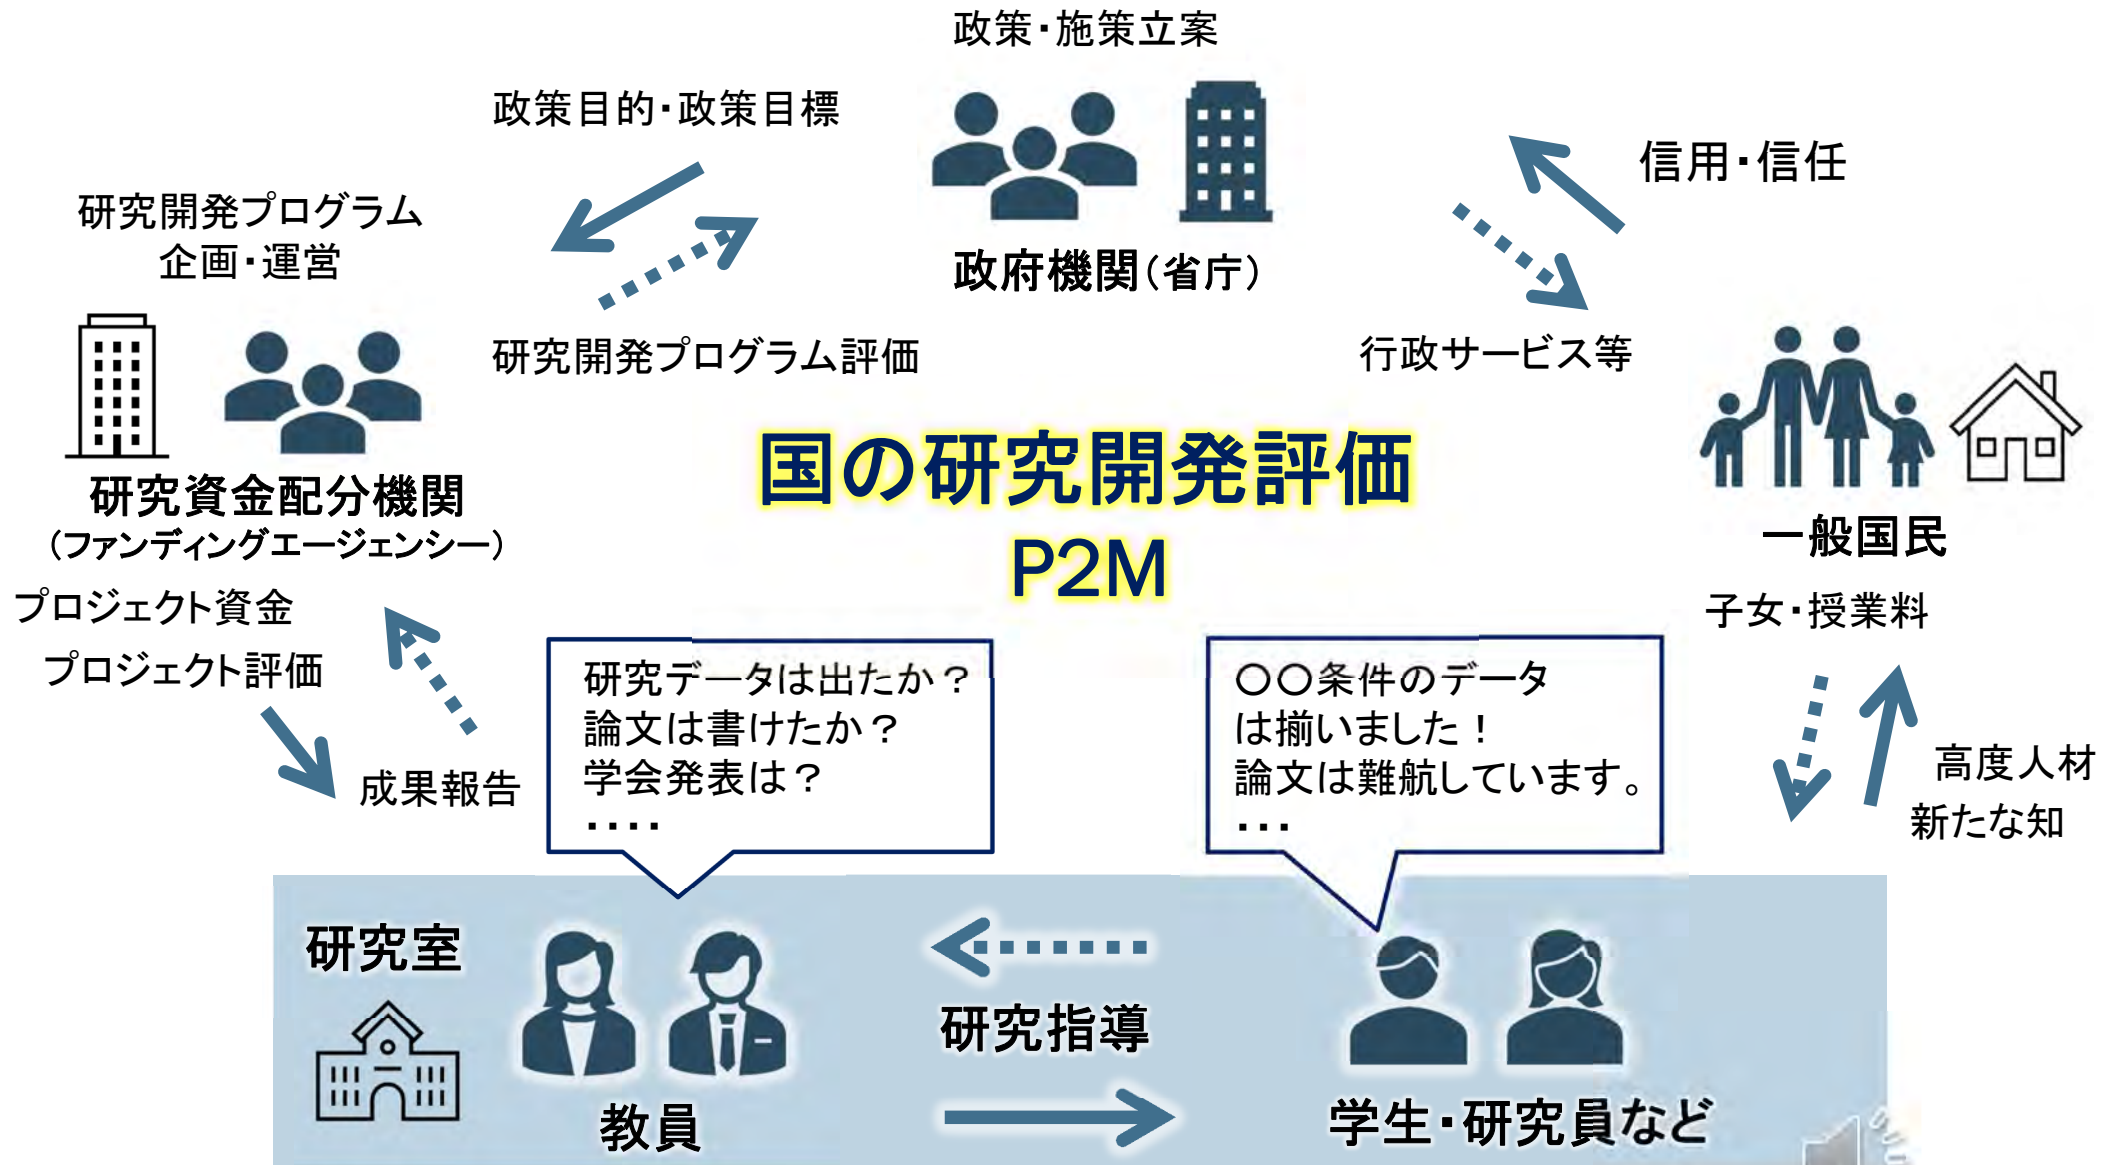 政策・施策立案
政策目的・政策目標
信用・信任
研究開発プログラム
企画・運営
政府機関（省庁）
研究開発プログラム評価
行政サービス等
国の研究開発評価
P2M
研究資金配分機関
（ファンディングエージェンシー）
一般国民
プロジェクト資金
プロジェクト評価
子女・授業料
研究データは出たか？
論文は書けたか？
学会発表は？
・・・・
〇〇条件のデータ
は揃いました！
論文は難航しています。
・・・
成果報告
高度人材
新たな知
研究室
研究指導
教員
学生・研究員など